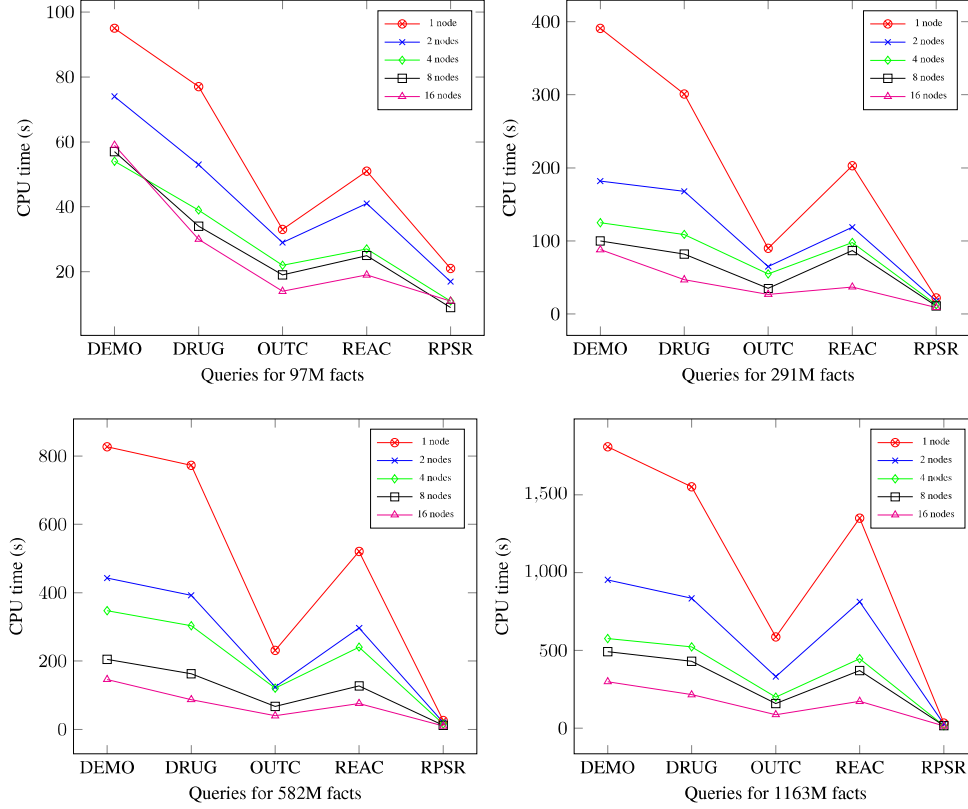 100
80
60
40
20
CPU time (s)
1 node
2 nodes
4 nodes
8 nodes
16 nodes
DEMO DRUG OUTC REAC RPSR
Queries for 97M facts
400
300
200
100
0
CPU time (s)
1 node
2 nodes
4 nodes
8 nodes
16 nodes
DEMO DRUG OUTC REAC RPSR
Queries for 291M facts
800
600
400
200
0
CPU time (s)
1 node
2 nodes
4 nodes
8 nodes
16 nodes
DEMO DRUG OUTC REAC RPSR
Queries for 582M facts
1,500
1,000
500
0
CPU time (s)
1 node
2 nodes
4 nodes
8 nodes
16 nodes
DEMO DRUG OUTC REAC RPSR
Queries for 1163M facts